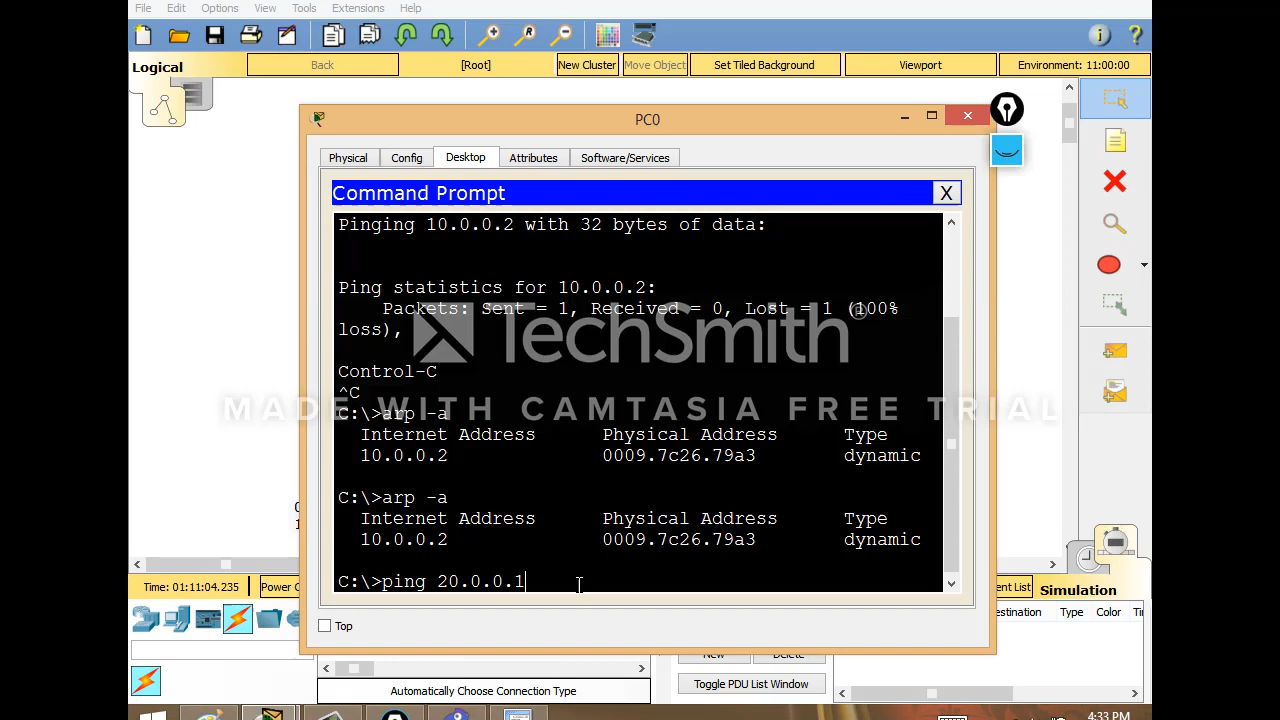 File Edit Options View Tools Extensions Help
Logical Back [Root] New Cluster Move Object Set Tiled Background Viewport Environment: 11:00:00
PC0
Physical Config Desktop Attributes Software/Services
Command Prompt X
Pinging 10.0.0.2 with 32 bytes of data:
Ping statistics for 10.0.0.2:
Packets: Sent = 1, Received = 0, Lost = 1 (100%
loss),
TechSmith®
Control-C
^C
MADE WITH CAMTASIA FREE TRIAL
C:\>arp -a
Internet Address Physical Address Type
10.0.0.2 0009.7c26.79a3 dynamic
C:\>arp -a
Internet Address Physical Address Type
10.0.0.2 0009.7c26.79a3 dynamic
C:\>ping 20.0.0.1
Time: 01:11:04.235 Simulation
Top
Type Color
New Delete
Automatically Choose Connection Type Toggle PDU List Window
4:33 PM